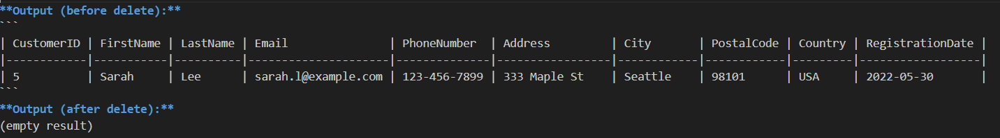 **Output (before delete):**
```
| CustomerID | FirstName | LastName | Email               | PhoneNumber  | Address        | City       | PostalCode | Country | RegistrationDate |
|------------|-----------|----------|---------------------|--------------|----------------|------------|------------|---------|------------------|
| 5          | Sarah     | Lee      | sarah.l@example.com | 123-456-7899 | 333 Maple St   | Seattle    | 98101      | USA     | 2022-05-30       |
```
**Output (after delete):**
(empty result)